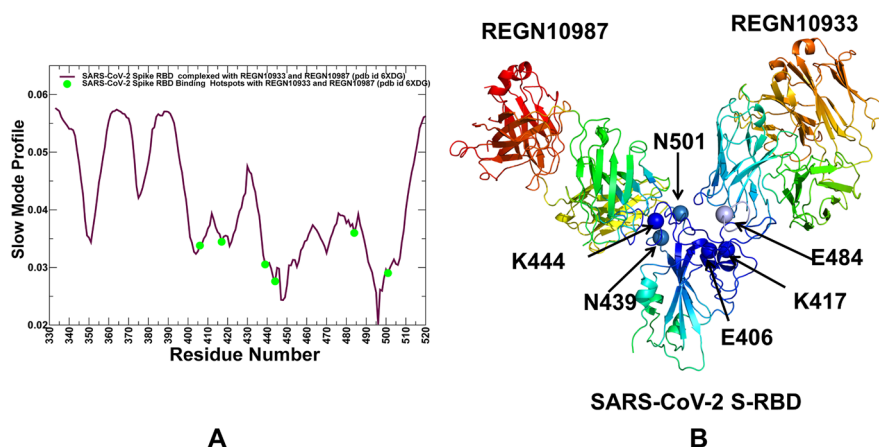 SARS-CoV-2 Spike RBD complexed with REGN10933 and REGN10987 (pdb id 6XDG)
SARS-CoV-2 Spike RBD Binding Hotspots with REGN10933 and REGN10987 (pdb id 6XDG)
Slow Mode Profile
0.06
0.05
0.04
0.03
0.02
330 340 350 360 370 380 390 400 410 420 430 440 450 460 470 480 490 500 510 520
Residue Number
A
REGN10987
REGN10933
N501
K444
E484
N439
K417
E406
SARS-CoV-2 S-RBD
B